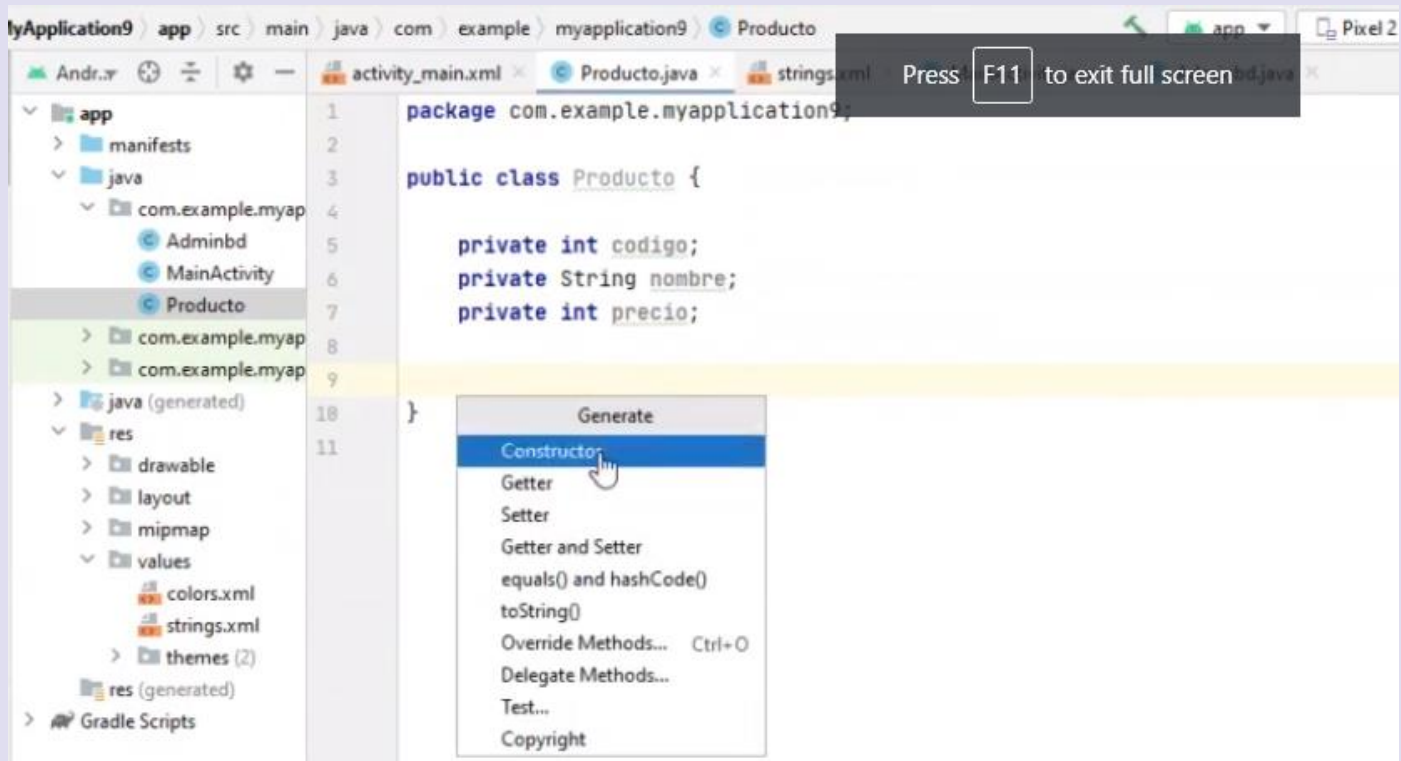 lyApplication9 〉 app 〉 src 〉 main 〉 java 〉 com 〉 example 〉 myapplication9 〉 Producto
app
Pixel 2
Andr..
activity_main.xml
Producto.java
strings.xml
bd.java
Press F11 to exit full screen
app
manifests
java
com.example.myap
Adminbd
MainActivity
Producto
com.example.myap
com.example.myap
java (generated)
res
drawable
layout
mipmap
values
colors.xml
strings.xml
themes (2)
res (generated)
Gradle Scripts
1 package com.example.myapplication9;
2
3 public class Producto {
4
5 private int codigo;
6 private String nombre;
7 private int precio;
8
9
10 }
11
Generate
Constructor
Getter
Setter
Getter and Setter
equals() and hashCode()
toString()
Override Methods... Ctrl+O
Delegate Methods...
Test...
Copyright